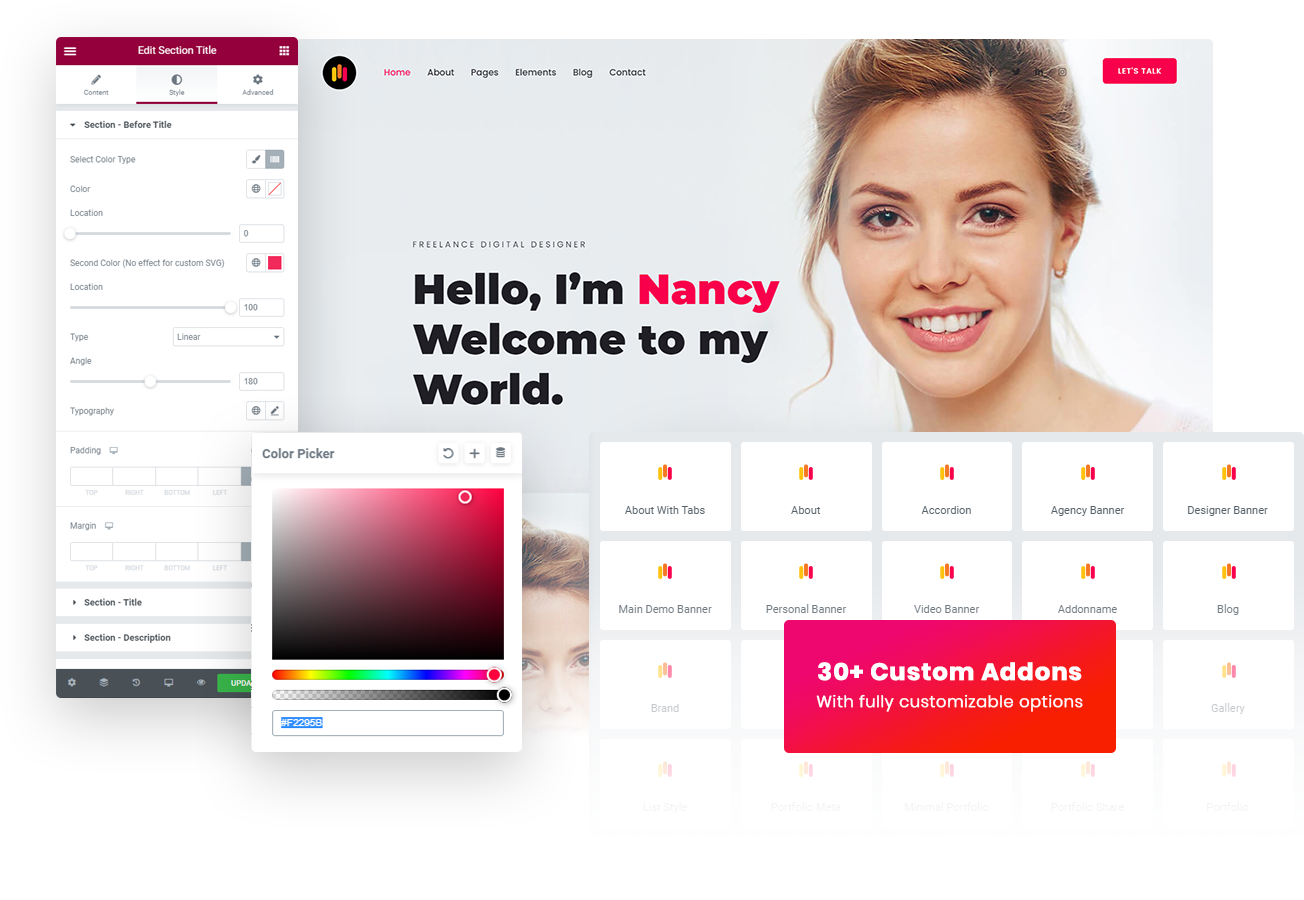 Edit Section Title
Content
Style
Advanced
Section - Before Title
Select Color Type
Color
Location
0
Second Color (No effect for custom SVG)
Location
100
Type
Linear
Angle
180
Typography
Padding
TOP RIGHT BOTTOM LEFT
Margin
TOP RIGHT BOTTOM LEFT
Section - Title
Section - Description
UPDA
Home About Pages Elements Blog Contact
LET'S TALK
FREELANCE DIGITAL DESIGNER
Hello, I’m Nancy
Welcome to my
World.
Color Picker
#F2295B
About With Tabs
About
Accordion
Agency Banner
Designer Banner
Main Demo Banner
Personal Banner
Video Banner
Addonname
Blog
Brand
Gallery
30+ Custom Addons
With fully customizable options
List Style
Portfolio Meta
Minimal Portfolio
Portfolio Share
Portfolio